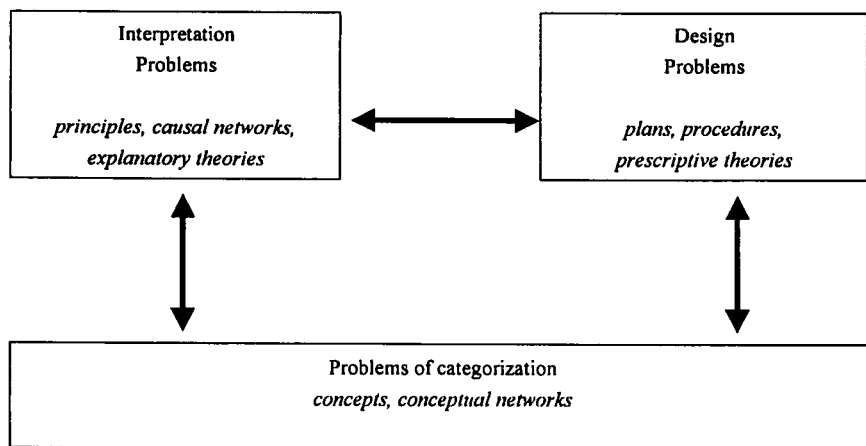 Interpretation
Problems
principles, causal networks,
explanatory theories
Design
Problems
plans, procedures,
prescriptive theories
Problems of categorization
concepts, conceptual networks